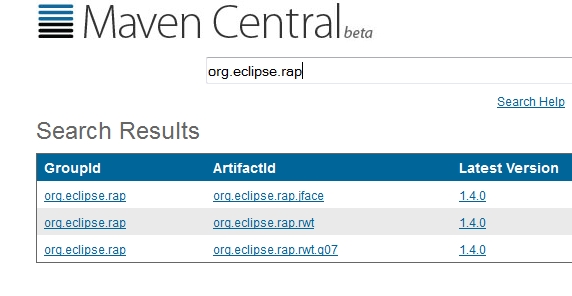 Maven Central beta
org.eclipse.rap
Search Help
Search Results
GroupId ArtifactId Latest Version
org.eclipse.rap org.eclipse.rap.jface 1.4.0
org.eclipse.rap org.eclipse.rap.rwt 1.4.0
org.eclipse.rap org.eclipse.rap.rwt.q07 1.4.0